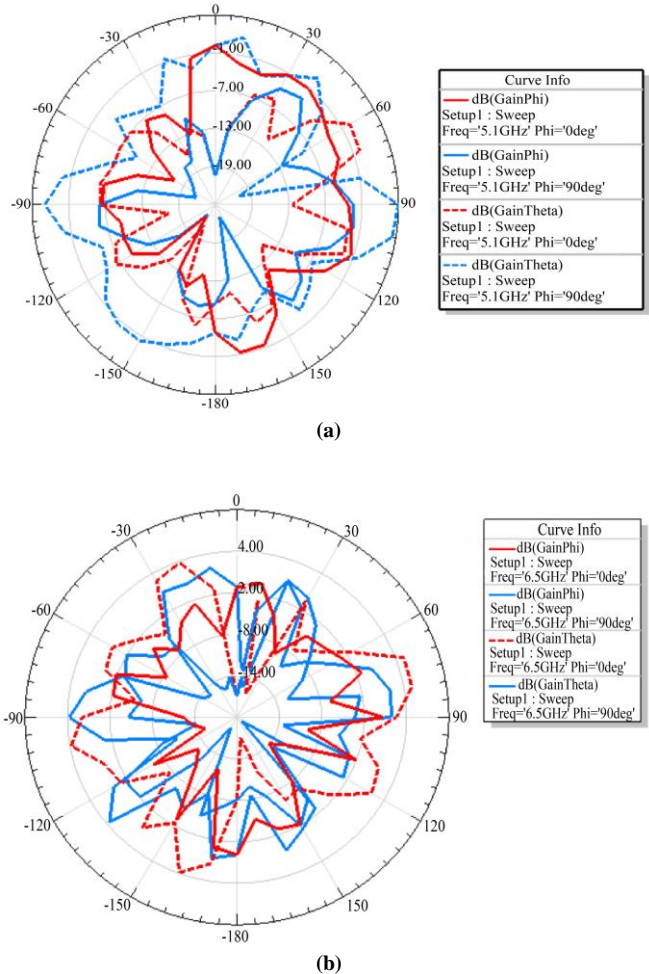 0
-30
30
-1.00
-60
60
-7.00
-13.00
-19.00
-90
90
-120
120
-150
150
-180
Curve Info
dB(GainPhi)
Setup1 : Sweep
Freq='5.1GHz' Phi='0deg'
dB(GainPhi)
Setup1 : Sweep
Freq='5.1GHz' Phi='90deg'
dB(GainTheta)
Setup1 : Sweep
Freq='5.1GHz' Phi='0deg'
dB(GainTheta)
Setup1 : Sweep
Freq='5.1GHz' Phi='90deg'
(a)
0
-30
30
4.00
-60
60
2.00
-8.00
-14.00
-90
90
-120
120
-150
150
-180
Curve Info
dB(GainPhi)
Setup1 : Sweep
Freq='6.5GHz' Phi='0deg'
dB(GainPhi)
Setup1 : Sweep
Freq='6.5GHz' Phi='90deg'
dB(GainTheta)
Setup1 : Sweep
Freq='6.5GHz' Phi='0deg'
dB(GainTheta)
Setup1 : Sweep
Freq='6.5GHz' Phi='90deg'
(b)